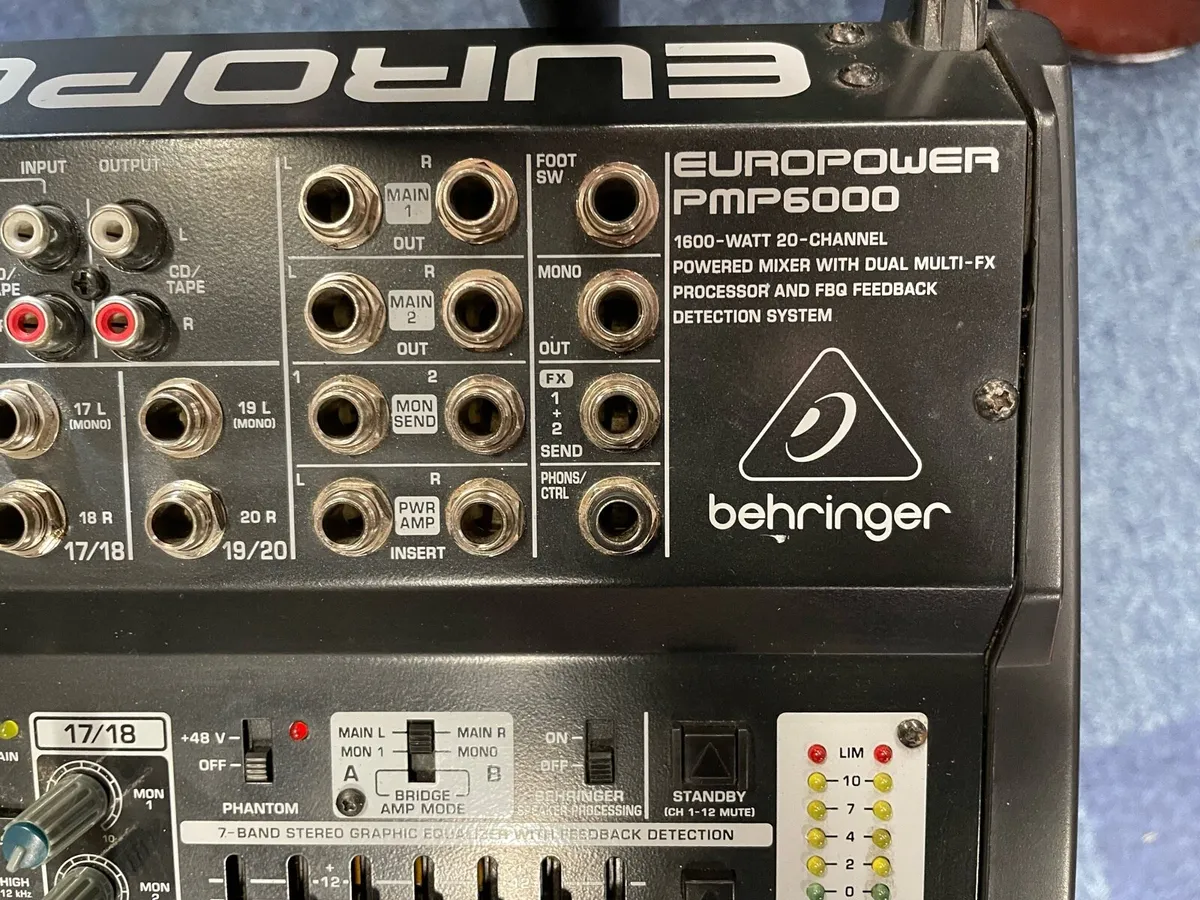 EUROPO
INPUT
OUTPUT
L
CD/
TAPE
R
L
R
MAIN
1
OUT
L
R
MAIN
2
OUT
1
2
MON
SEND
L
R
PWR
AMP
INSERT
FOOT
SW
MONO
OUT
FX
1
+
2
SEND
PHONS/
CTRL
EUROPOWER
PMP6000
1600-WATT 20-CHANNEL
POWERED MIXER WITH DUAL MULTI-FX
PROCESSOR AND FBQ FEEDBACK
DETECTION SYSTEM
behringer
17 L
(MONO)
18 R
17/18
19 L
(MONO)
20 R
19/20
17/18
MON
1
MON
2
HIGH
12 kHz
+48 V
OFF
PHANTOM
MAIN L
MAIN R
MON 1
MONO
A
B
BRIDGE
AMP MODE
ON
OFF
BEHRINGER
SPEAKER PROCESSING
STANDBY
(CH 1-12 MUTE)
7-BAND STEREO GRAPHIC EQUALIZER WITH FEEDBACK DETECTION
+
12
LIM
10
7
4
2
0